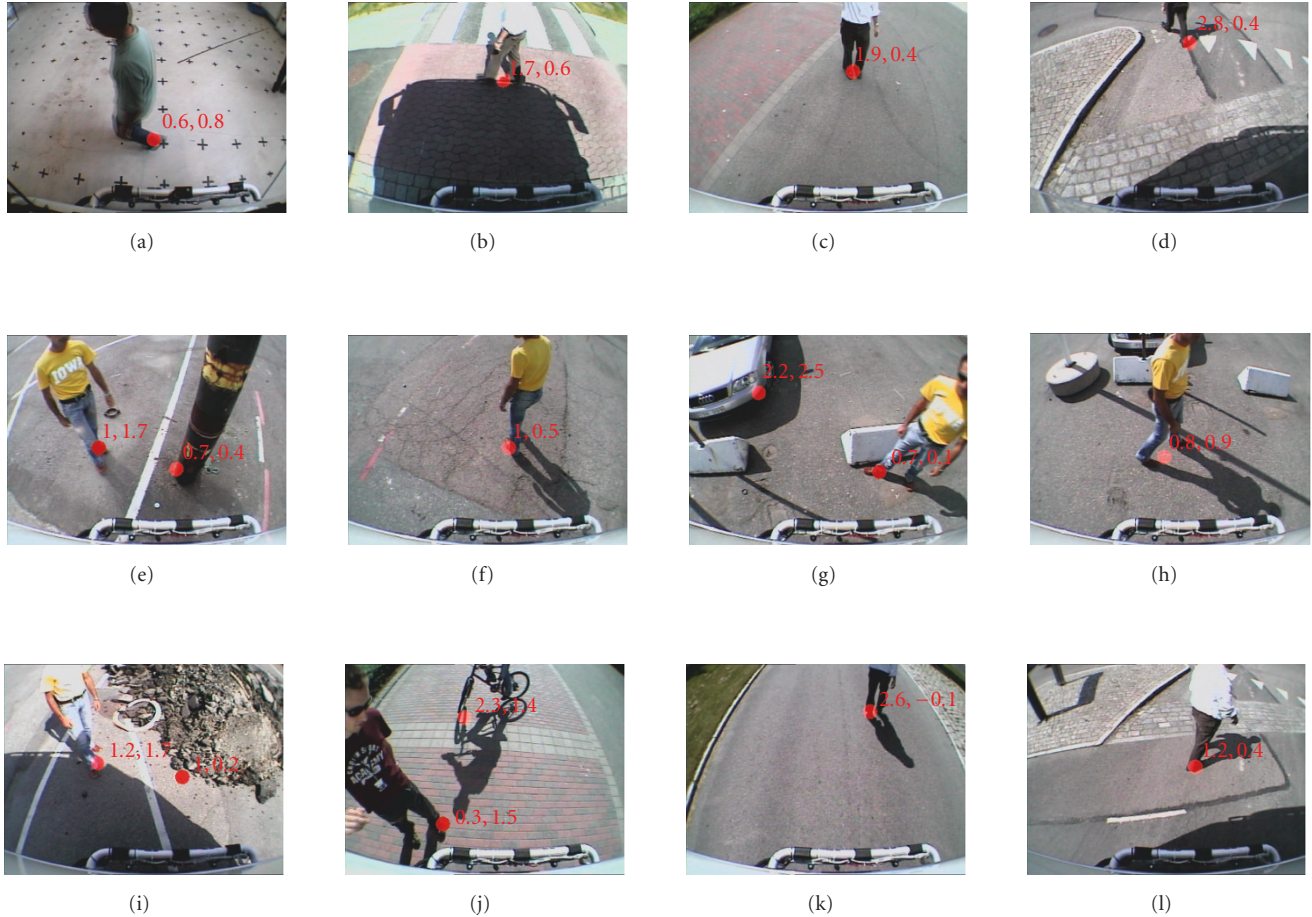 0.6, 0.8
1.7, 0.6
1.9, 0.4
2.8, 0.4
(a)
(b)
(c)
(d)
IOWA
1, 1.7
0.7, 0.4
1, 0.5
2.2, 2.5
0.7, 0.1
0.8, 0.9
(e)
(f)
(g)
(h)
1.2, 1.7
1, 0.2
2.3, 1.4
0.3, 1.5
2.6, −0.1
1.2, 0.4
(i)
(j)
(k)
(l)